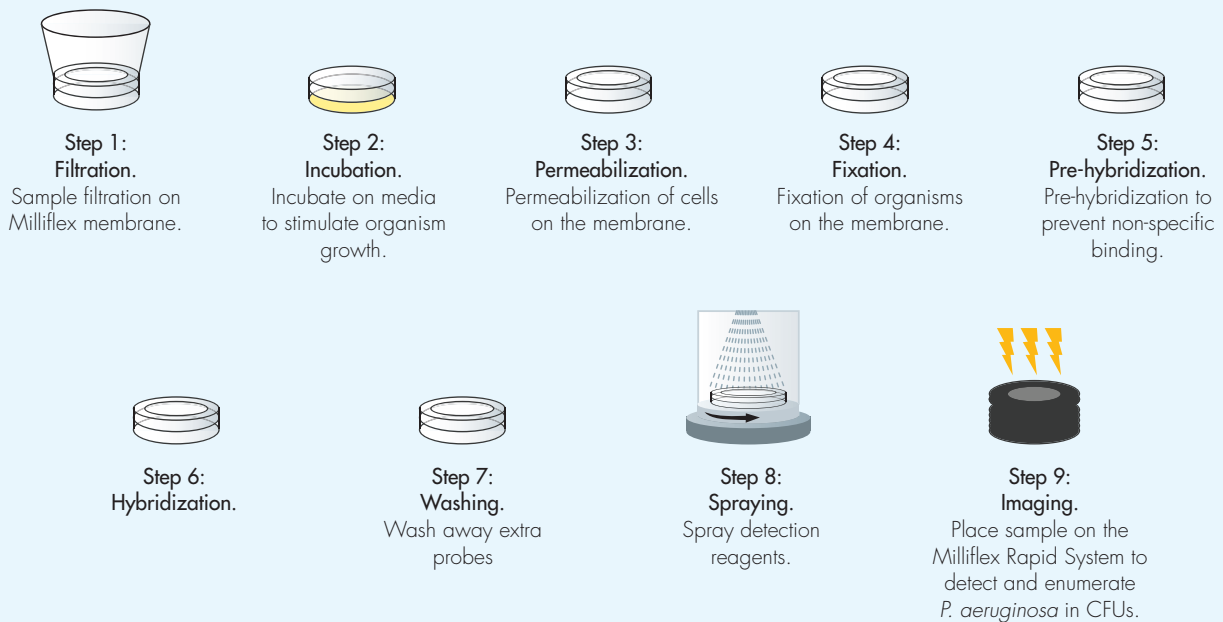 Step 1:
Filtration.
Sample filtration on
Milliflex membrane.
Step 2:
Incubation.
Incubate on media
to stimulate organism
growth.
Step 3:
Permeabilization.
Permeabilization of cells
on the membrane.
Step 4:
Fixation.
Fixation of organisms
on the membrane.
Step 5:
Pre-hybridization.
Pre-hybridization to
prevent non-specific
binding.
Step 6:
Hybridization.
Step 7:
Washing.
Wash away extra
probes
Step 8:
Spraying.
Spray detection
reagents.
Step 9:
Imaging.
Place sample on the
Milliflex Rapid System to
detect and enumerate
P. aeruginosa in CFUs.